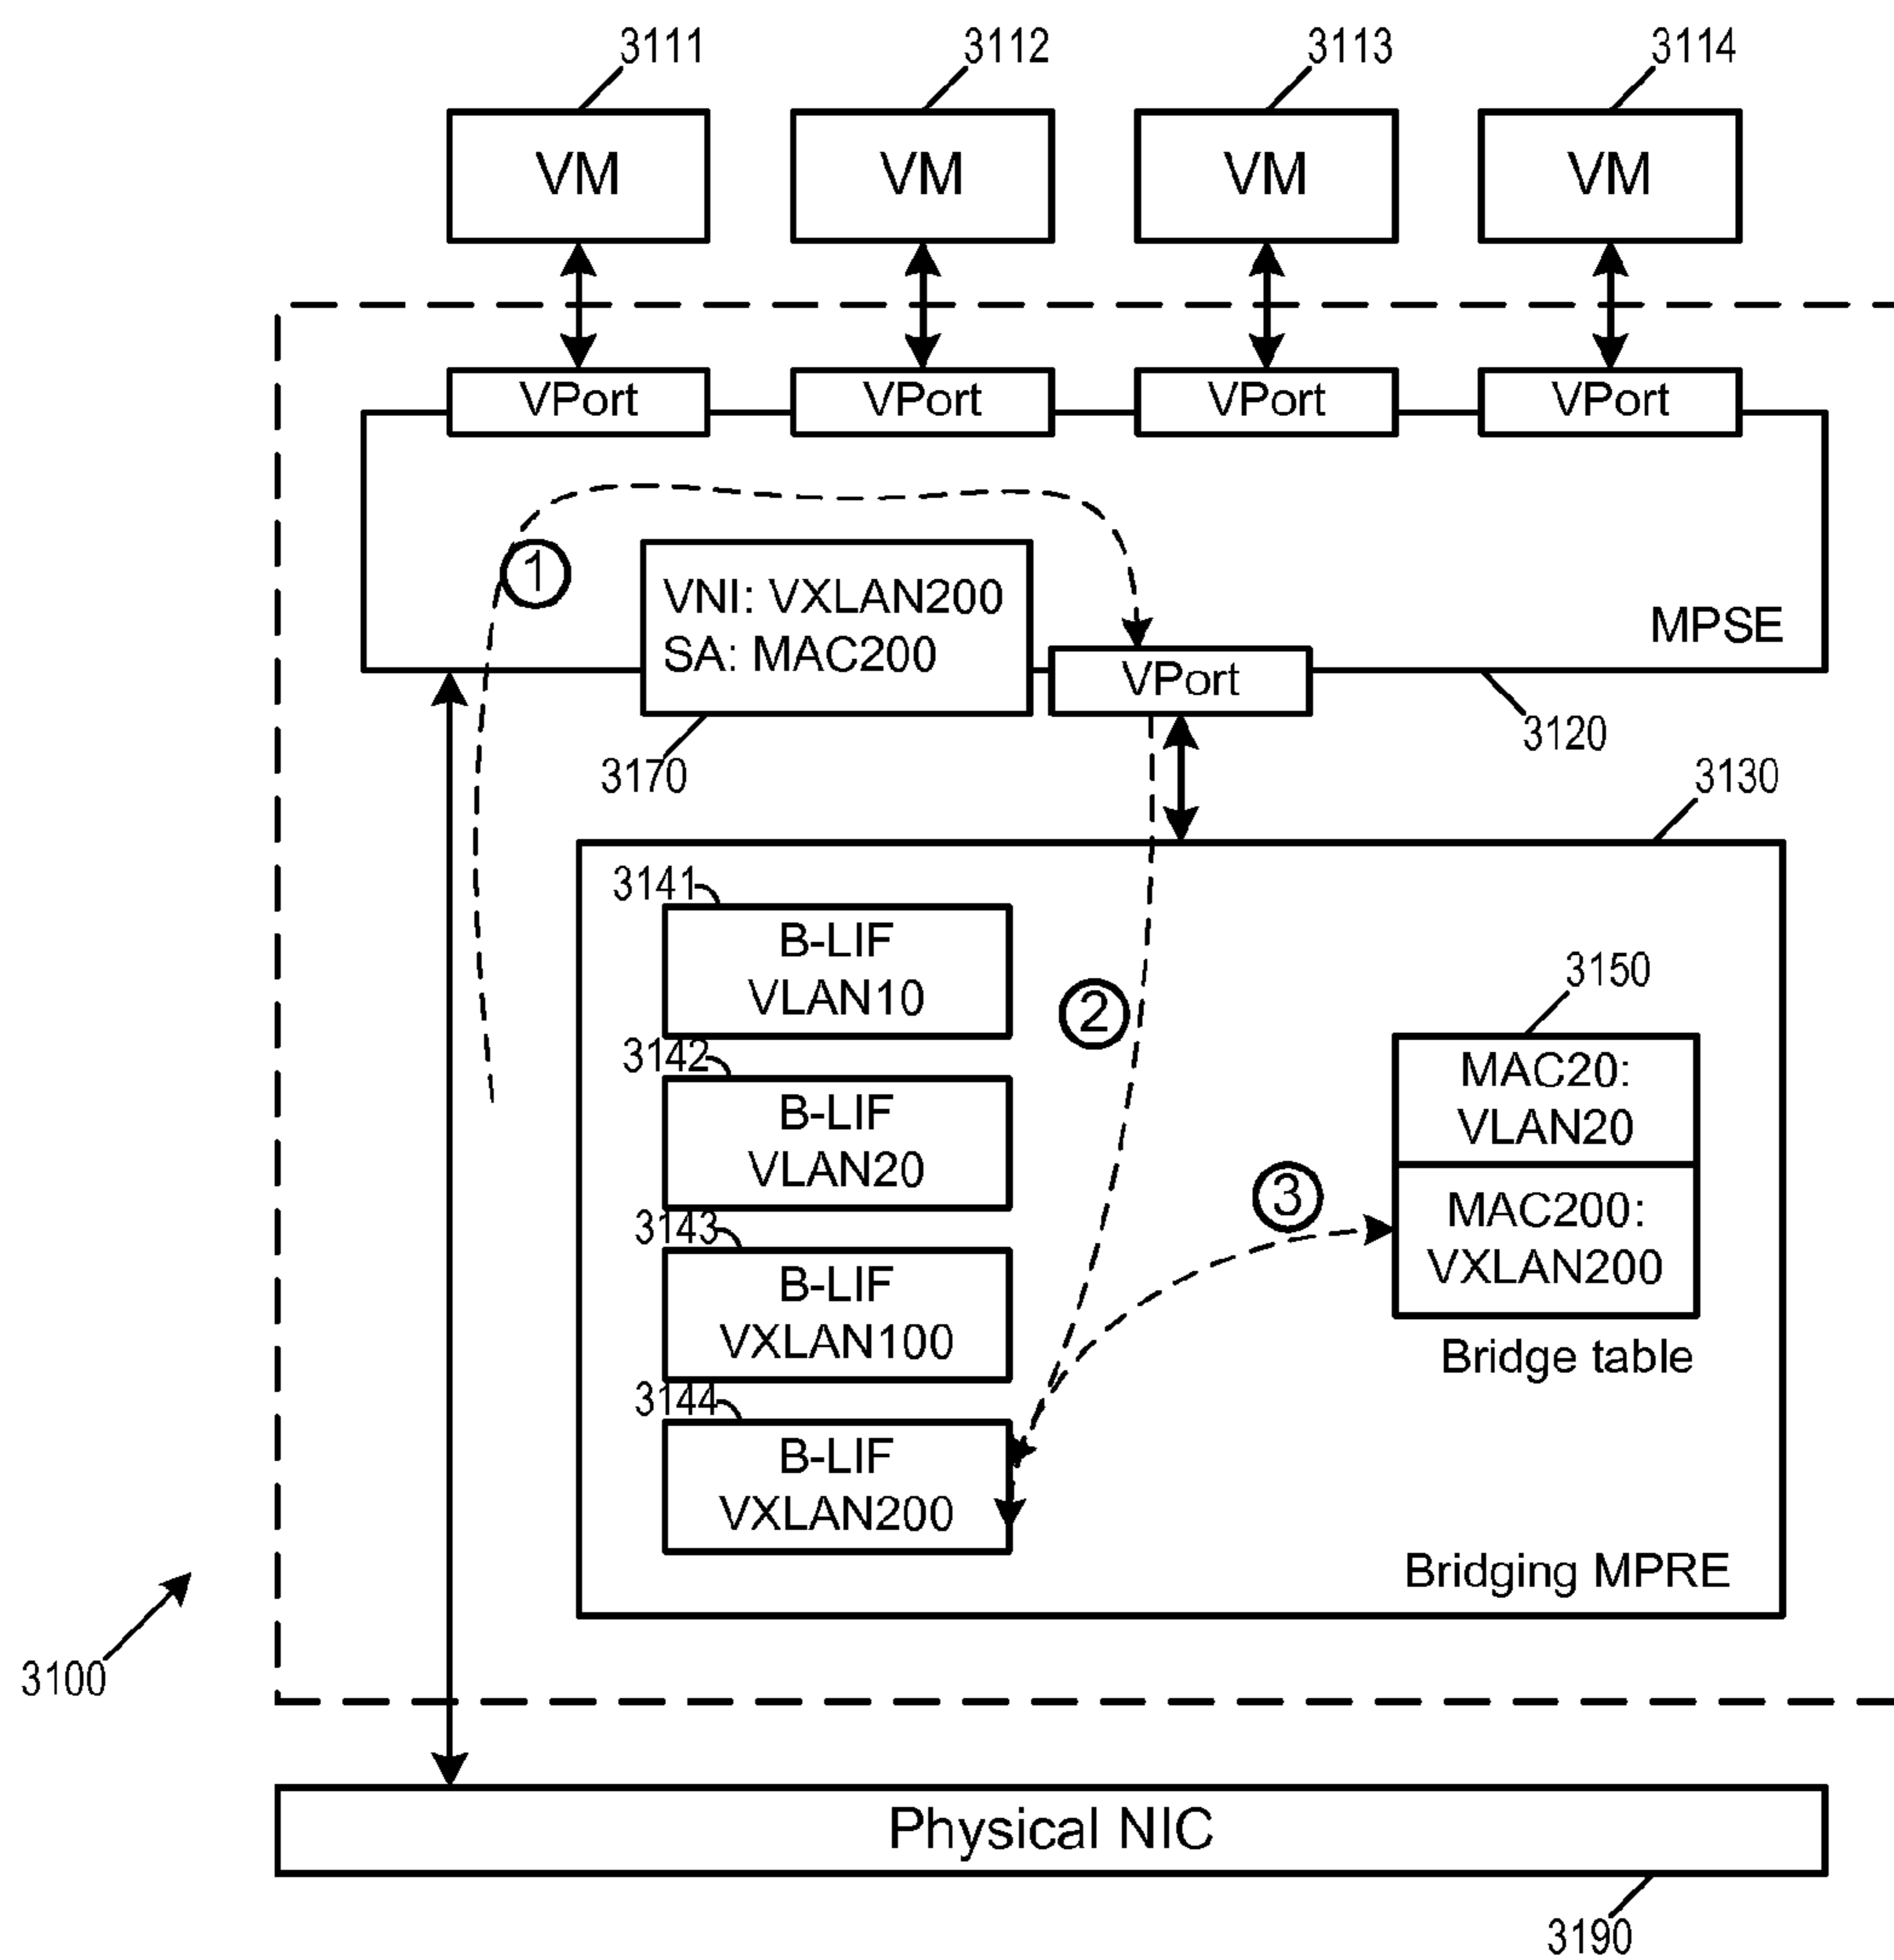 3111
3112
3113
3114
VM
VM
VM
VM
VPort
VPort
VPort
VPort
1
VNI: VXLAN200
SA: MAC200
MPSE
VPort
3120
3170
3130
3141
B-LIF
VLAN10
2
3150
3142
B-LIF
VLAN20
MAC20:
VLAN20
3
3143
B-LIF
VXLAN100
MAC200:
VXLAN200
Bridge table
3144
B-LIF
VXLAN200
Bridging MPRE
3100
Physical NIC
3190